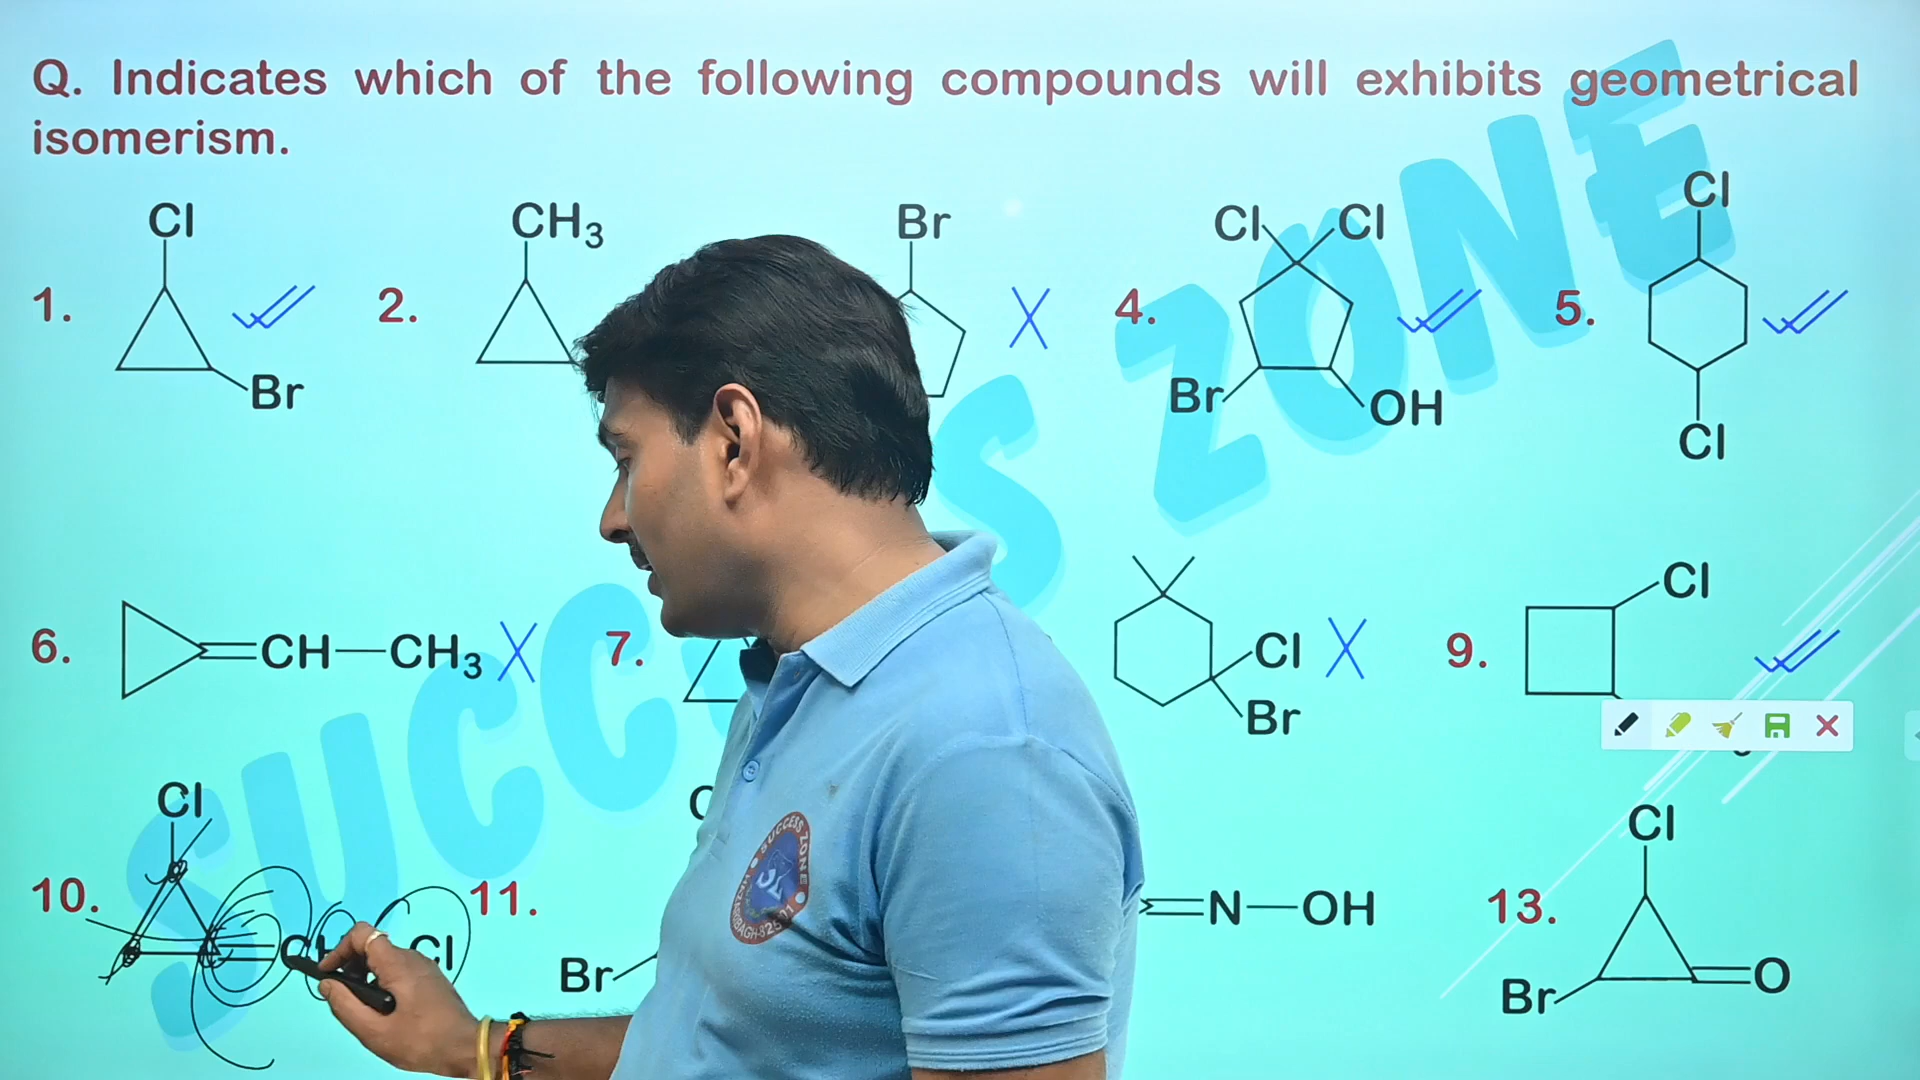 Q. Indicates which of the following compounds will exhibits geometrical
isomerism.
Cl
CH3
Br
Cl Cl
Cl
1.
2.
4.
5.
Br
Br
OH
Cl
6.
CH—CH3
7.
Cl
Br
9.
Cl
Cl
10.
Cl
11.
Br
N—OH
13.
Cl
Br
O
SUCCESS ZONE
SUCCESS ZONE